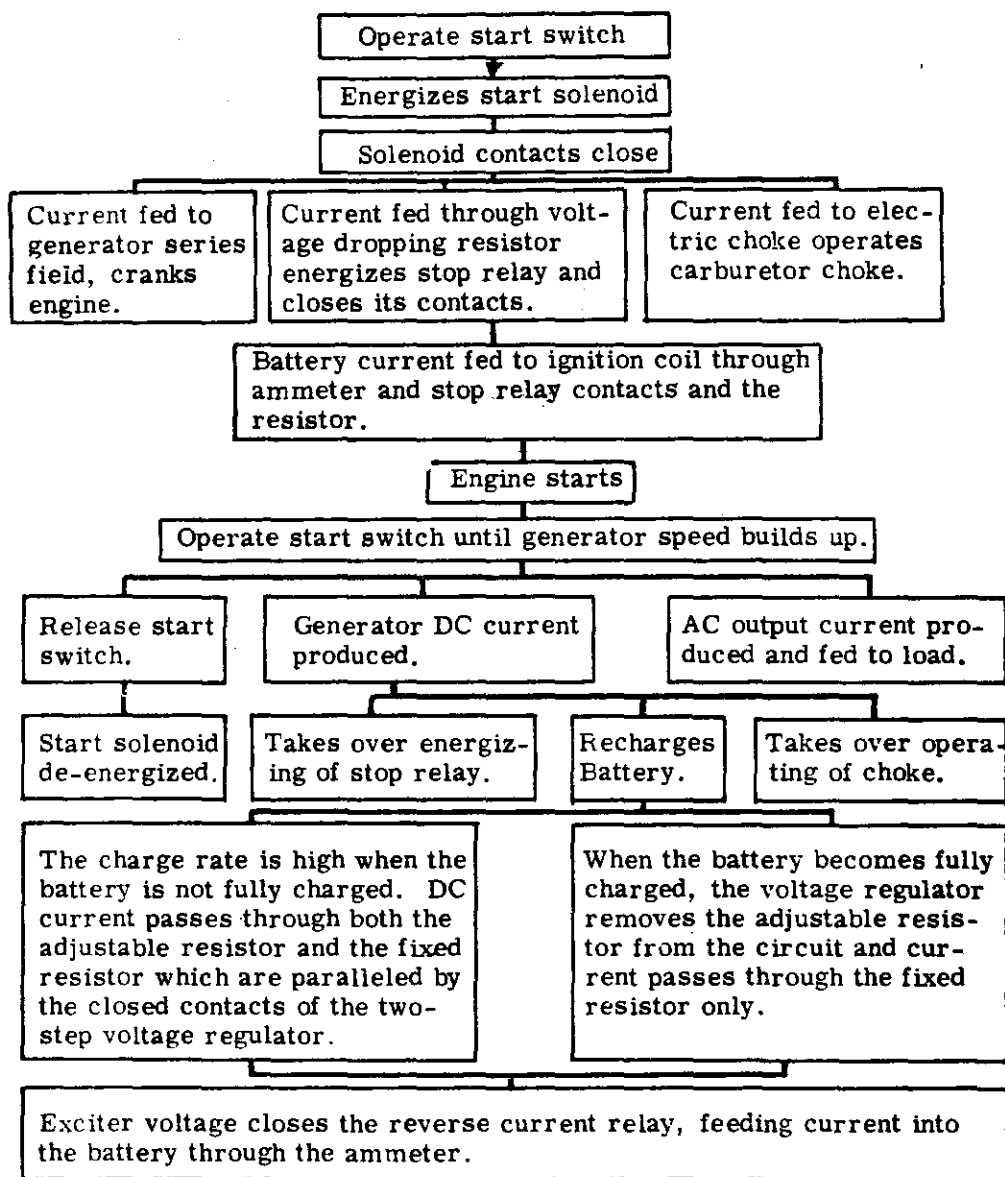 Operate start switch
Energizes start solenoid
Solenoid contacts close
Current fed to
generator series
field, cranks
engine.
Current fed through volt-
age dropping resistor
energizes stop relay and
closes its contacts.
Current fed to elec-
tric choke operates
carburetor choke.
Battery current fed to ignition coil through
ammeter and stop relay contacts and the
resistor.
Engine starts
Operate start switch until generator speed builds up.
Release start
switch.
Generator DC current
produced.
AC output current pro-
duced and fed to load.
Start solenoid
de-energized.
Takes over energiz-
ing of stop relay.
Recharges
Battery.
Takes over opera-
ting of choke.
The charge rate is high when the
battery is not fully charged. DC
current passes through both the
adjustable resistor and the fixed
resistor which are paralleled by
the closed contacts of the two-
step voltage regulator.
When the battery becomes fully
charged, the voltage regulator
removes the adjustable resis-
tor from the circuit and cur-
rent passes through the fixed
resistor only.
Exciter voltage closes the reverse current relay, feeding current into
the battery through the ammeter.